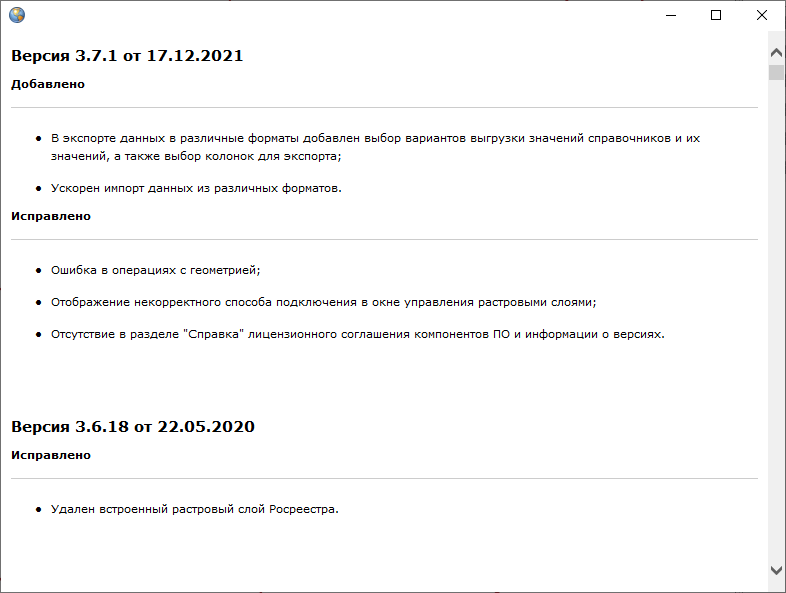 Версия 3.7.1 от 17.12.2021
Добавлено
В экспорте данных в различные форматы добавлен выбор вариантов выгрузки значений справочников и их
значений, а также выбор колонок для экспорта;
Ускорен импорт данных из различных форматов.
Исправлено
Ошибка в операциях с геометрией;
Отображение некорректного способа подключения в окне управления растровыми слоями;
Отсутствие в разделе "Справка" лицензионного соглашения компонентов ПО и информации о версиях.
Версия 3.6.18 от 22.05.2020
Исправлено
Удален встроенный растровый слой Росреестра.